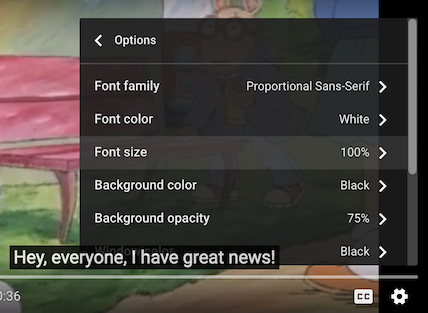 Options
Font family Proportional Sans-Serif
Font color White
Font size 100%
Background color Black
Background opacity 75%
Window color Black
Hey, everyone, I have great news!
0:36
CC